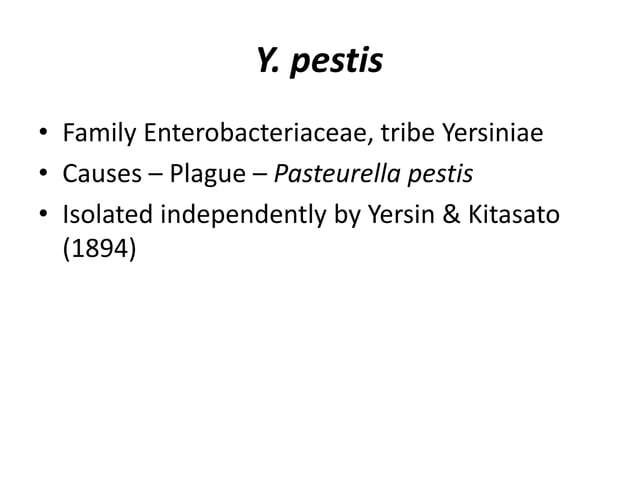 Y. pestis
• Family Enterobacteriaceae, tribe Yersiniae
• Causes – Plague – Pasteurella pestis
• Isolated independently by Yersin & Kitasato
(1894)